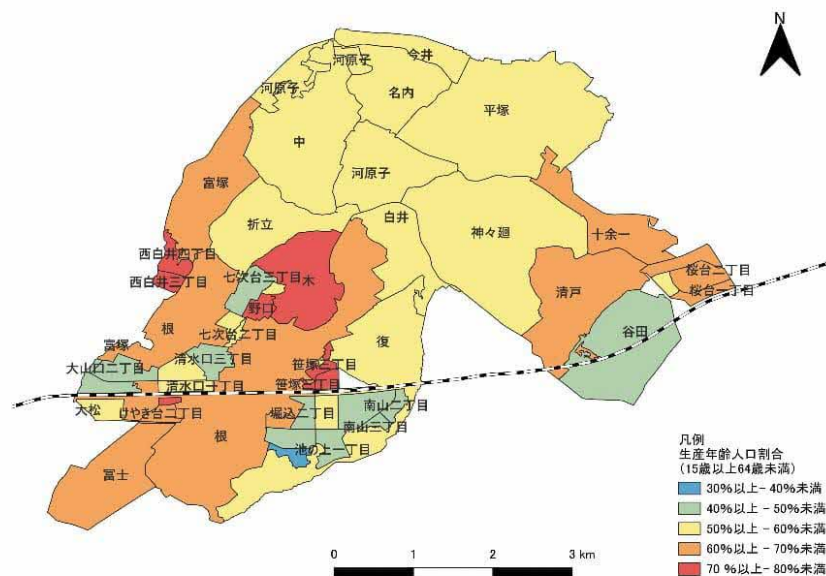 N
今井
河原子
河原子
名内
平塚
中
河原子
富塚
白井
折立
神々廻
十余一
西白井四丁目
七次台三丁目
木
桜台二丁目
西白井三丁目
清戸
桜台一丁目
野口
根
谷田
七次台二丁目
復
富塚
清水口三丁目
大山口二丁目
笹塚三丁目
清水口一丁目
笹塚二丁目
大松
けやき台二丁目
堀込二丁目
南山二丁目
根
南山三丁目
池の上一丁目
冨士
凡例
生産年齢人口割合
(15歳以上64歳未満)
30%以上-40%未満
40%以上-50%未満
50%以上-60%未満
60%以上-70%未満
70 %以上-80%未満
0 1 2 3 km